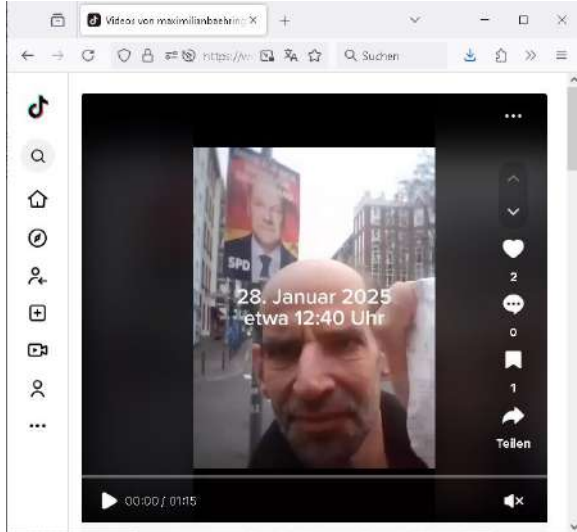 Videos von maximilianbaehring
https://w
Suchen
SPD
28. Januar 2025
etwa 12:40 Uhr
2
0
1
Teilen
00:00 / 01:15